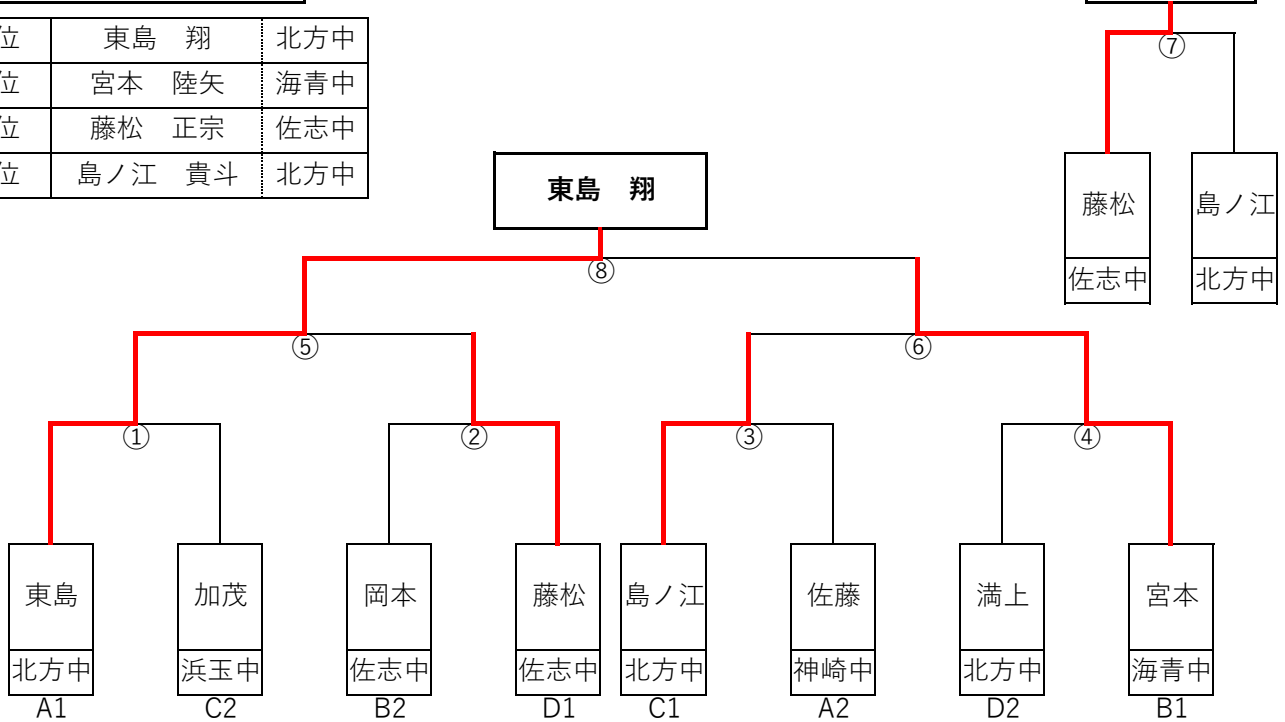 位 東島 翔 北方中
位 宮本 陸矢 海青中
位 藤松 正宗 佐志中
位 島ノ江 貴斗 北方中
⑦
藤松 島ノ江
佐志中 北方中
東島 翔
⑧
⑤ ⑥
① ② ③ ④
東島 加茂 岡本 藤松 島ノ江 佐藤 満上 宮本
北方中 浜玉中 佐志中 佐志中 北方中 神崎中 北方中 海青中
A1 C2 B2 D1 C1 A2 D2 B1